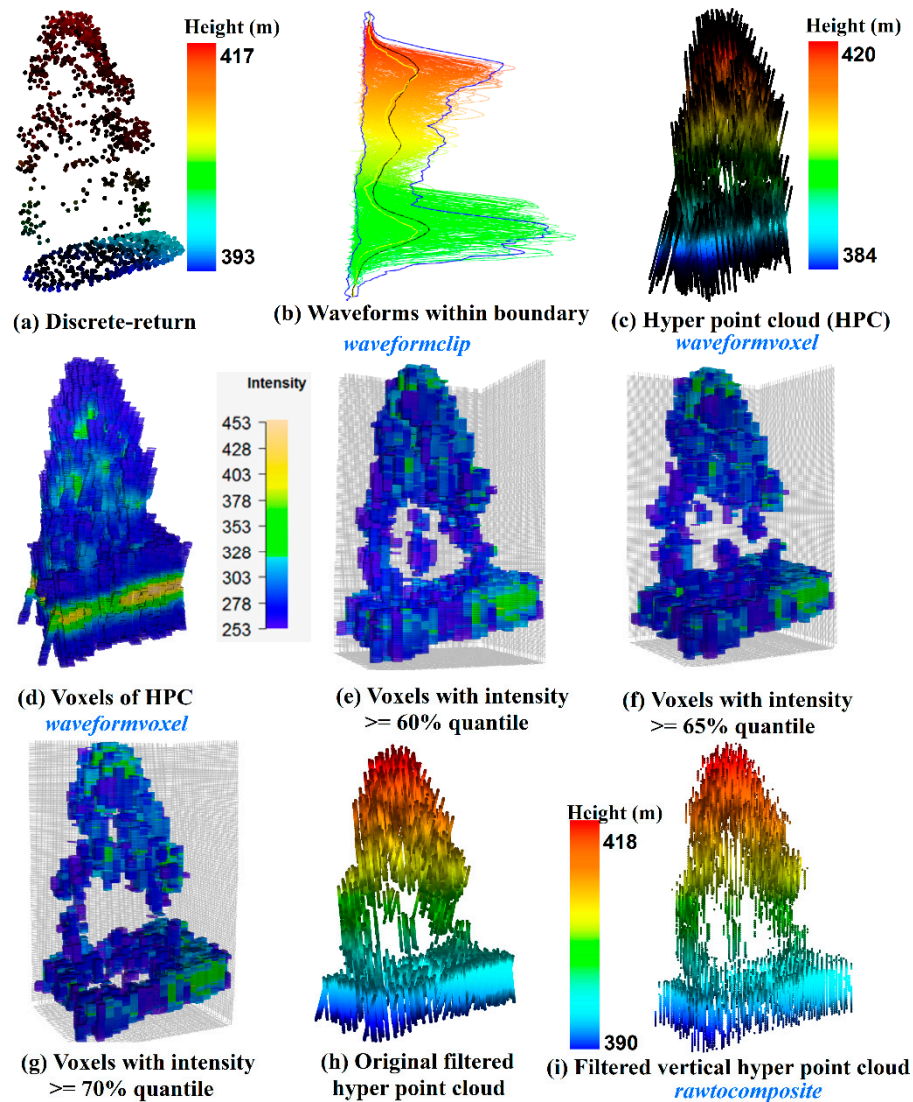 Height (m)
417
393
(a) Discrete-return
(b) Waveforms within boundary
waveformclip
Height (m)
420
384
(c) Hyper point cloud (HPC)
waveformvoxel
Intensity
453
428
403
378
353
328
303
278
253
(d) Voxels of HPC
waveformvoxel
(e) Voxels with intensity
>= 60% quantile
(f) Voxels with intensity
>= 65% quantile
(g) Voxels with intensity
>= 70% quantile
(h) Original filtered
hyper point cloud
Height (m)
418
390
(i) Filtered vertical hyper point cloud
rawtocomposite